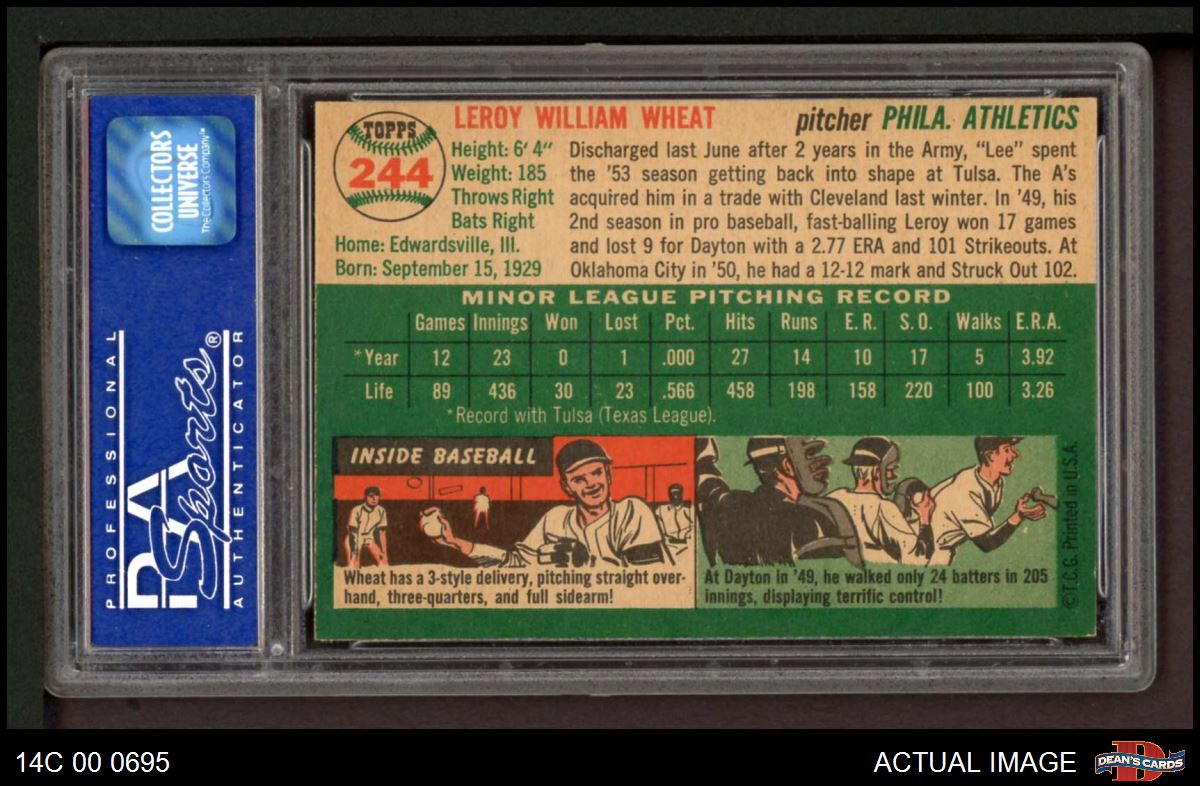 COLLECTORS
UNIVERSE
The Collectors Company™
PROFESSIONAL
PSA
Sports®
AUTHENTICATOR
TOPPS
244
LEROY WILLIAM WHEAT
pitcher PHILA. ATHLETICS
Height: 6' 4"
Weight: 185
Throws Right
Bats Right
Home: Edwardsville, Ill.
Born: September 15, 1929
Discharged last June after 2 years in the Army, "Lee" spent
the '53 season getting back into shape at Tulsa. The A's
acquired him in a trade with Cleveland last winter. In '49, his
2nd season in pro baseball, fast-balling Leroy won 17 games
and lost 9 for Dayton with a 2.77 ERA and 101 Strikeouts. At
Oklahoma City in '50, he had a 12-12 mark and Struck Out 102.
MINOR LEAGUE PITCHING RECORD
Games Innings Won Lost Pct. Hits Runs E.R. S.O. Walks E.R.A.
*Year 12 23 0 1 .000 27 14 10 17 5 3.92
Life 89 436 30 23 .566 458 198 158 220 100 3.26
*Record with Tulsa (Texas League).
INSIDE BASEBALL
Wheat has a 3-style delivery, pitching straight over-
hand, three-quarters, and full sidearm!
At Dayton in '49, he walked only 24 batters in 205
innings, displaying terrific control!
©T.C.G. Printed in U.S.A.
14C 00 0695
ACTUAL IMAGE
D
DEAN'S CARDS